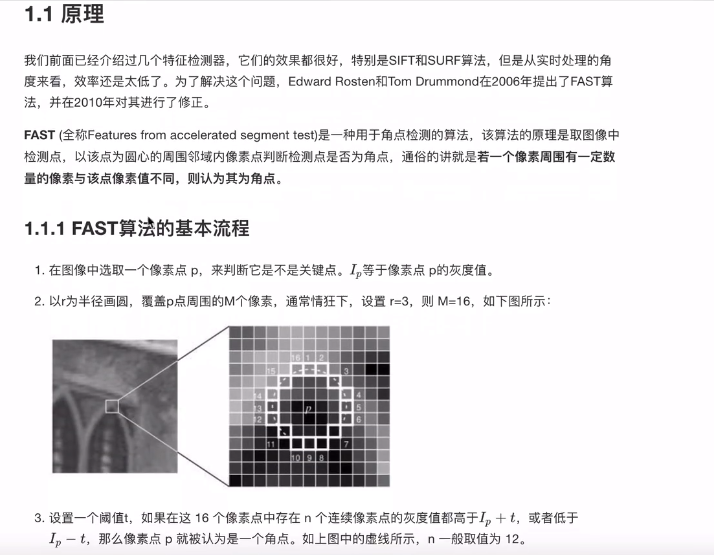 1.1 原理
我们前面已经介绍过几个特征检测器，它们的效果都很好，特别是SIFT和SURF算法，但是从实时处理的角
度来看，效率还是太低了。为了解决这个问题，Edward Rosten和Tom Drummond在2006年提出了FAST算
法，并在2010年对其进行了修正。
FAST (全称Features from accelerated segment test)是一种用于角点检测的算法，该算法的原理是取图像中
检测点，以该点为圆心的周围邻域内像素点判断检测点是否为角点，通俗的讲就是若一个像素周围有一定数
量的像素与该点像素值不同，则认为其为角点。
1.1.1 FAST算法的基本流程
1. 在图像中选取一个像素点 p，来判断它是不是关键点。Ip等于像素点 p的灰度值。
2. 以r为半径画圆，覆盖p点周围的M个像素，通常情狂下，设置 r=3，则 M=16，如下图所示：
16 1 2
15 3
14 4
13 p 5
12 6
11 7
10 9 8
3. 设置一个阈值t，如果在这 16 个像素点中存在 n 个连续像素点的灰度值都高于Ip + t，或者低于
Ip − t，那么像素点 p 就被认为是一个角点。如上图中的虚线所示，n 一般取值为 12。